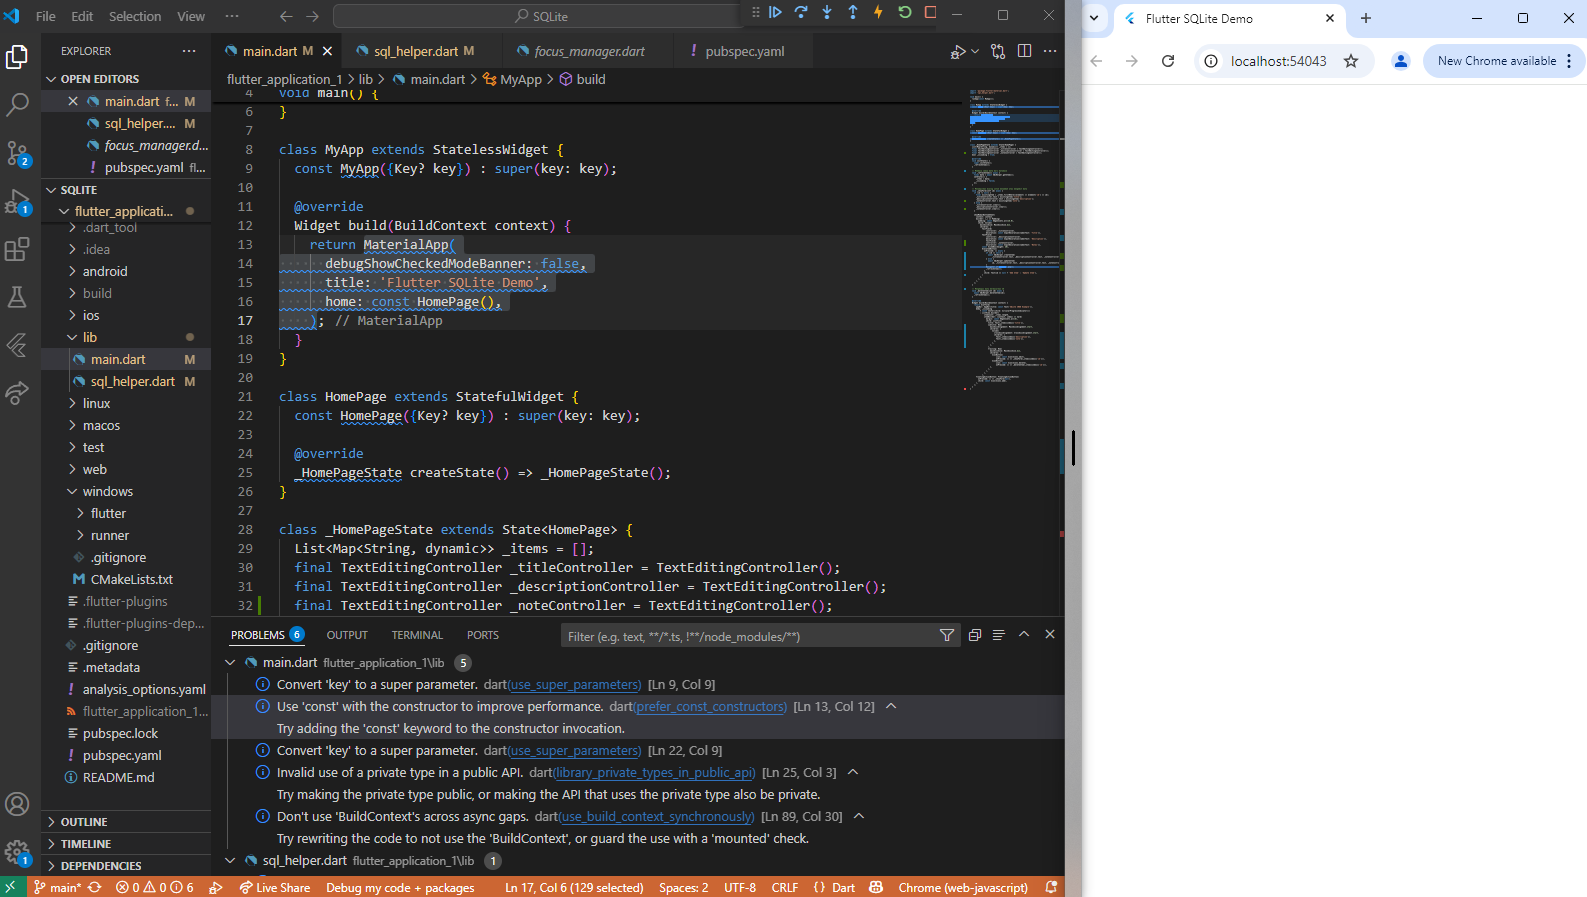 File Edit Selection View ··· SQLite
EXPLORER ···
OPEN EDITORS
main.dart f... M
sql_helper.... M
focus_manager.d...
! pubspec.yaml fl...
SQLITE
flutter_applicati...
.dart_tool
.idea
android
build
ios
lib
main.dart M
sql_helper.dart M
linux
macos
test
web
windows
flutter
runner
.gitignore
M CMakeLists.txt
.flutter-plugins
.flutter-plugins-dep...
.gitignore
.metadata
! analysis_options.yaml
flutter_application_1...
pubspec.lock
! pubspec.yaml
README.md
OUTLINE
TIMELINE
DEPENDENCIES
2
1
1
main.dart M
sql_helper.dart M
focus_manager.dart
! pubspec.yaml
flutter_application_1 > lib > main.dart > MyApp > build
4 void main() {
6 }
7
8 class MyApp extends StatelessWidget {
9 const MyApp({Key? key}) : super(key: key);
10
11 @override
12 Widget build(BuildContext context) {
13 return MaterialApp(
14 debugShowCheckedModeBanner: false,
15 title: 'Flutter SQLite Demo',
16 home: const HomePage(),
17 ); // MaterialApp
18 }
19 }
20
21 class HomePage extends StatefulWidget {
22 const HomePage({Key? key}) : super(key: key);
23
24 @override
25 _HomePageState createState() => _HomePageState();
26 }
27
28 class _HomePageState extends State<HomePage> {
29 List<Map<String, dynamic>> _items = [];
30 final TextEditingController _titleController = TextEditingController();
31 final TextEditingController _descriptionController = TextEditingController();
32 final TextEditingController _noteController = TextEditingController();
PROBLEMS 6 OUTPUT TERMINAL PORTS Filter (e.g. text, **/*.ts, !**/node_modules/**)
main.dart flutter_application_1\lib 5
Convert 'key' to a super parameter. dart(use_super_parameters) [Ln 9, Col 9]
Use 'const' with the constructor to improve performance. dart(prefer_const_constructors) [Ln 13, Col 12]
Try adding the 'const' keyword to the constructor invocation.
Convert 'key' to a super parameter. dart(use_super_parameters) [Ln 22, Col 9]
Invalid use of a private type in a public API. dart(library_private_types_in_public_api) [Ln 25, Col 3]
Try making the private type public, or making the API that uses the private type also be private.
Don't use 'BuildContext's across async gaps. dart(use_build_context_synchronously) [Ln 89, Col 30]
Try rewriting the code to not use the 'BuildContext', or guard the use with a 'mounted' check.
sql_helper.dart flutter_application_1\lib 1
main* 0 0 6 Live Share Debug my code + packages Ln 17, Col 6 (129 selected) Spaces: 2 UTF-8 CRLF {} Dart Chrome (web-javascript)
Flutter SQLite Demo
localhost:54043 New Chrome available